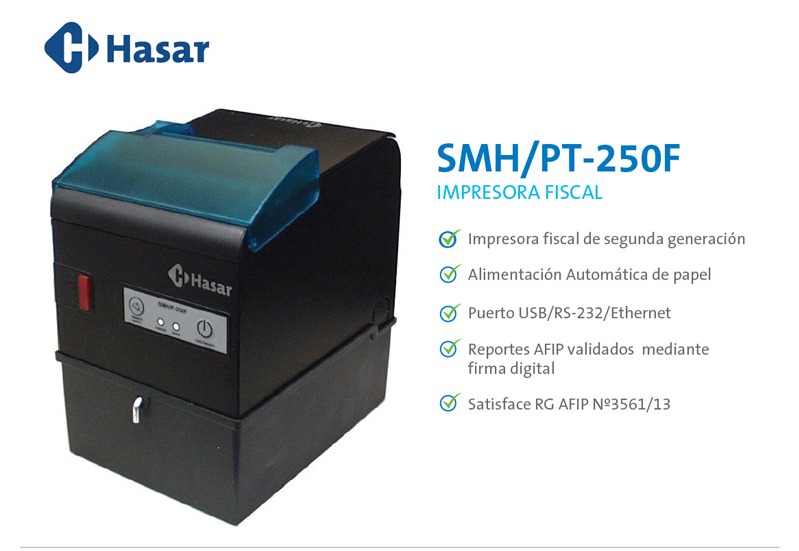 Hasar
SMH/PT-250F
IMPRESORA FISCAL
Impresora fiscal de segunda generación
Alimentación Automática de papel
Puerto USB/RS-232/Ethernet
Reportes AFIP validados mediante
firma digital
Satisface RG AFIP Nº3561/13
Hasar
Hasar
SMH/P-250F